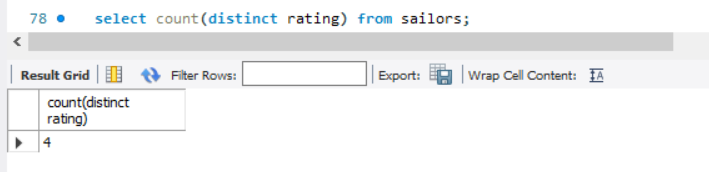 78 select count(distinct rating) from sailors;
Result Grid Filter Rows: Export: Wrap Cell Content: IA
count(distinct
rating)
4